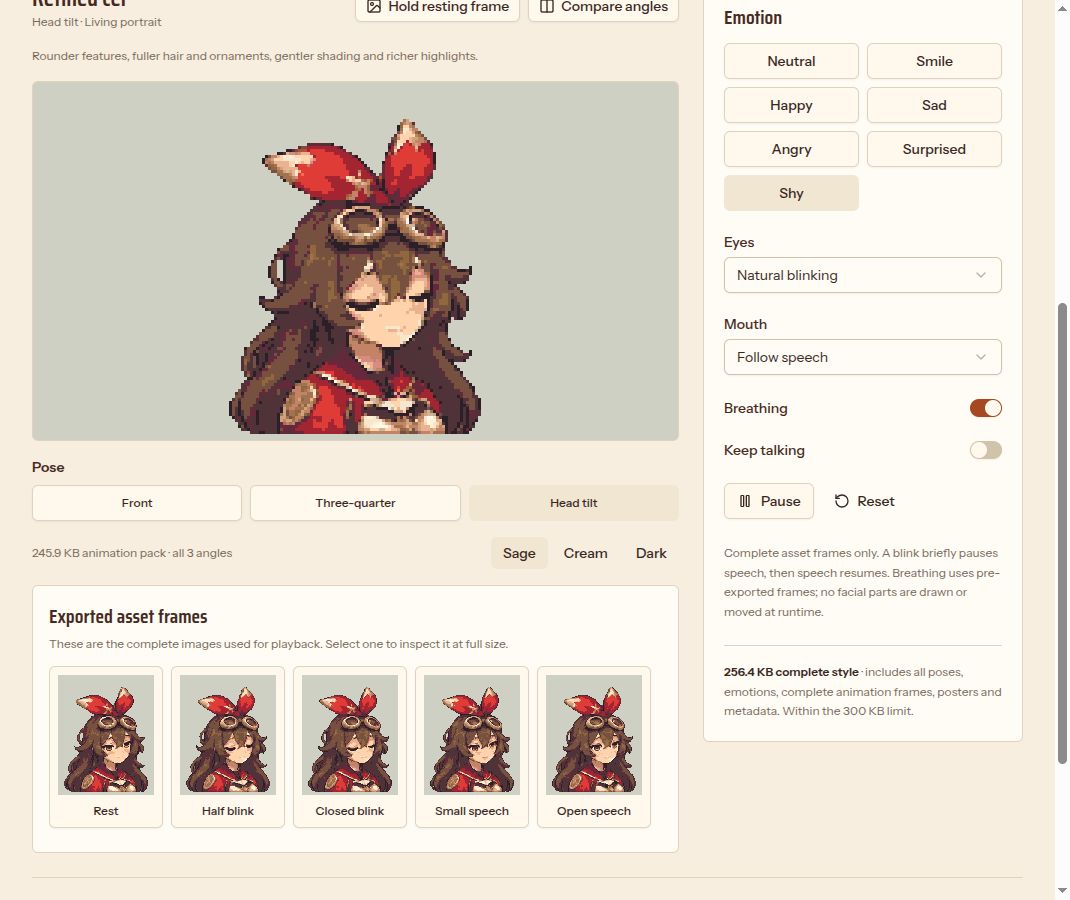 Hold resting frame
Compare angles
Head tilt · Living portrait
Rounder features, fuller hair and ornaments, gentler shading and richer highlights.
Pose
Front
Three-quarter
Head tilt
245.9 KB animation pack · all 3 angles
Sage
Cream
Dark
Exported asset frames
These are the complete images used for playback. Select one to inspect it at full size.
Rest
Half blink
Closed blink
Small speech
Open speech
Emotion
Neutral
Smile
Happy
Sad
Angry
Surprised
Shy
Eyes
Natural blinking
Mouth
Follow speech
Breathing
Keep talking
Pause
Reset
Complete asset frames only. A blink briefly pauses
speech, then speech resumes. Breathing uses pre-
exported frames; no facial parts are drawn or
moved at runtime.
256.4 KB complete style · includes all poses,
emotions, complete animation frames, posters and
metadata. Within the 300 KB limit.